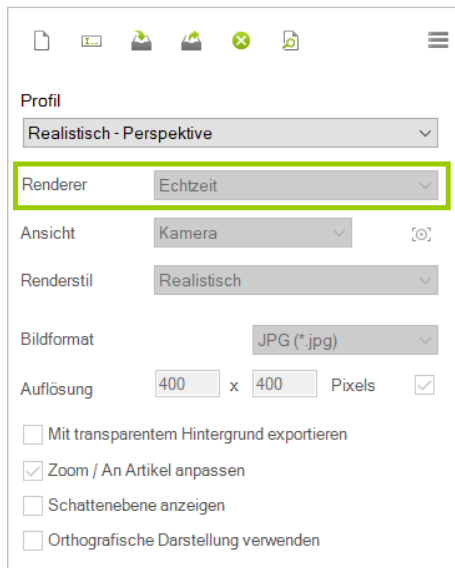 I...
Profil
Realistisch - Perspektive
Renderer Echtzeit
Ansicht Kamera
Renderstil Realistisch
Bildformat JPG (*.jpg)
Auflösung 400 x 400 Pixels
Mit transparentem Hintergrund exportieren
Zoom / An Artikel anpassen
Schattenebene anzeigen
Orthografische Darstellung verwenden